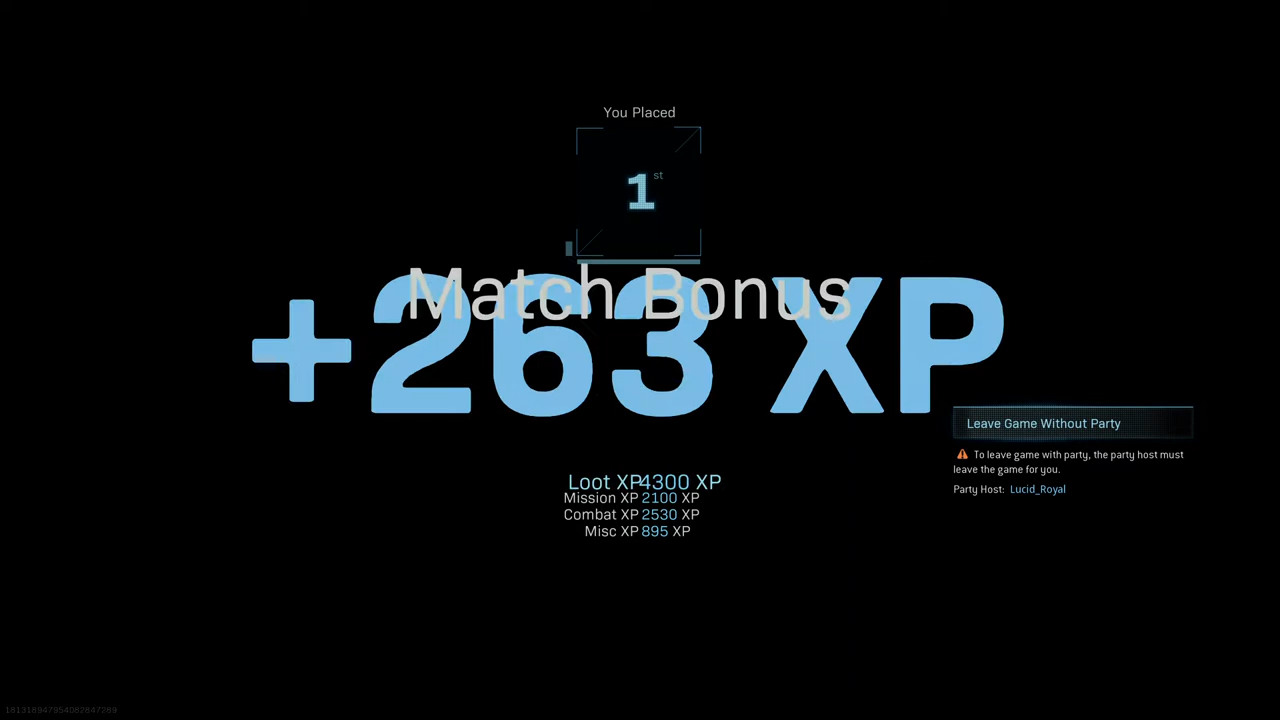 You Placed
1st
Match Bonus
+263 XP
Leave Game Without Party
To leave game with party, the party host must
leave the game for you.
Party Host: Lucid_Royal
Loot XP 4300 XP
Mission XP 2100 XP
Combat XP 2530 XP
Misc XP 895 XP